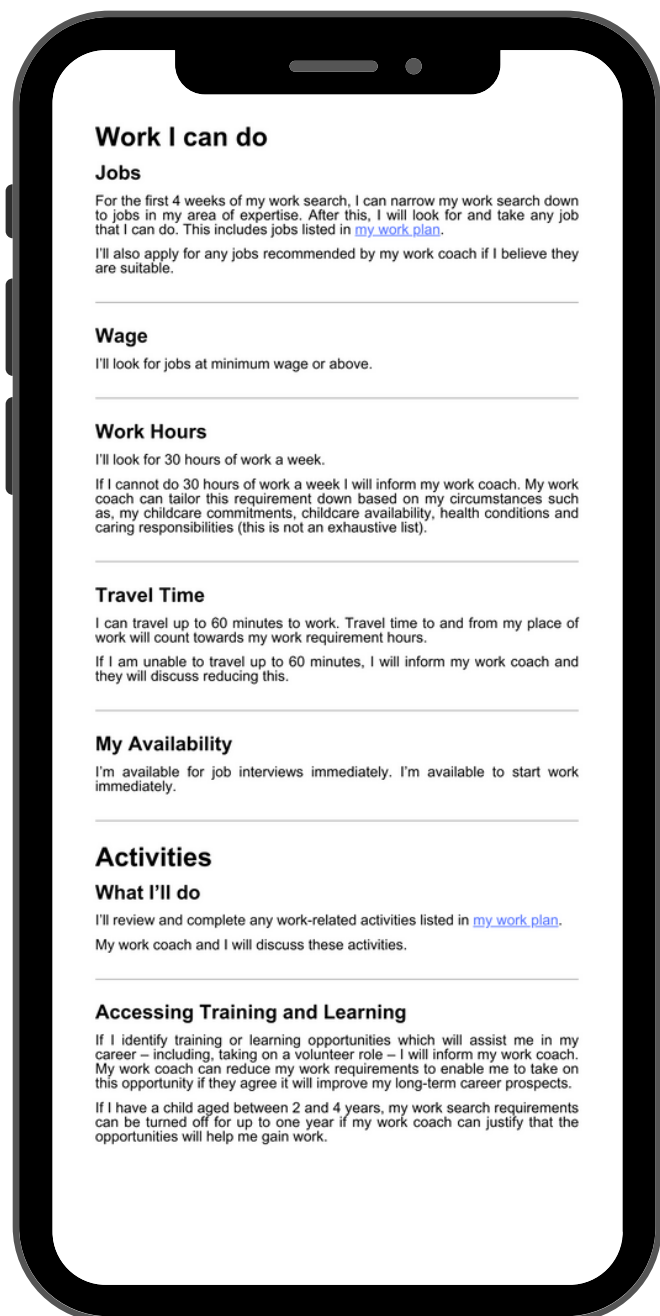 Work I can do
Jobs
For the first 4 weeks of my work search, I can narrow my work search down
to jobs in my area of expertise. After this, I will look for and take any job
that I can do. This includes jobs listed in my work plan.
I'll also apply for any jobs recommended by my work coach if I believe they
are suitable.
Wage
I'll look for jobs at minimum wage or above.
Work Hours
I'll look for 30 hours of work a week.
If I cannot do 30 hours of work a week I will inform my work coach. My work
coach can tailor this requirement down based on my circumstances such
as, my childcare commitments, childcare availability, health conditions and
caring responsibilities (this is not an exhaustive list).
Travel Time
I can travel up to 60 minutes to work. Travel time to and from my place of
work will count towards my work requirement hours.
If I am unable to travel up to 60 minutes, I will inform my work coach and
they will discuss reducing this.
My Availability
I'm available for job interviews immediately. I'm available to start work
immediately.
Activities
What I'll do
I'll review and complete any work-related activities listed in my work plan.
My work coach and I will discuss these activities.
Accessing Training and Learning
If I identify training or learning opportunities which will assist me in my
career – including, taking on a volunteer role – I will inform my work coach.
My work coach can reduce my work requirements to enable me to take on
this opportunity if they agree it will improve my long-term career prospects.
If I have a child aged between 2 and 4 years, my work search requirements
can be turned off for up to one year if my work coach can justify that the
opportunities will help me gain work.